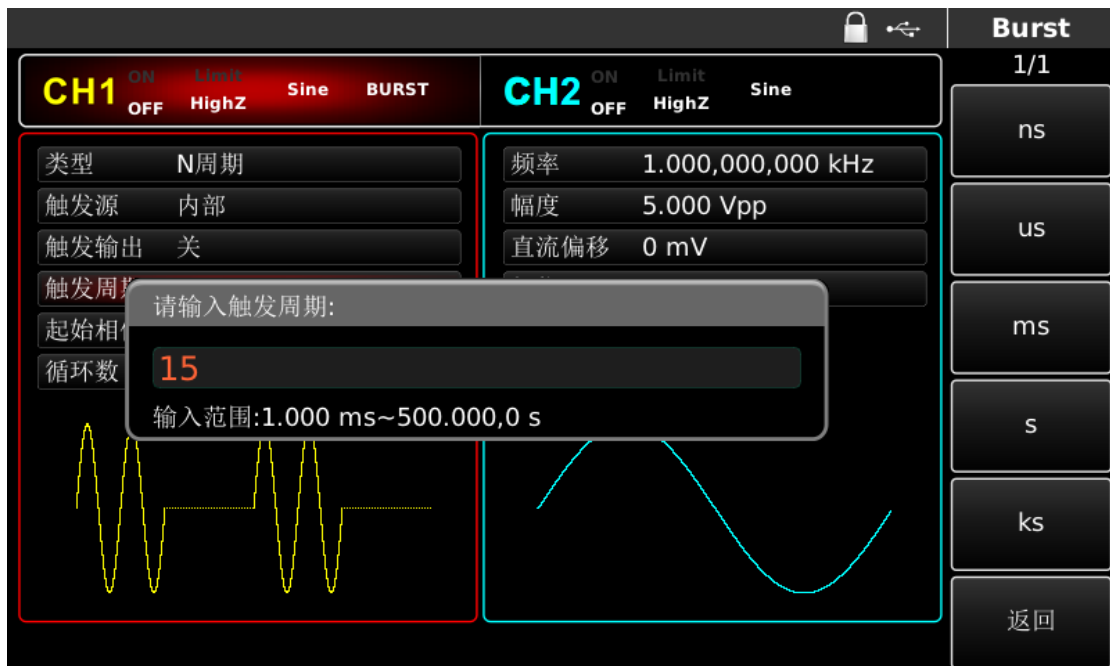 Burst
1/1
CH1 ON OFF Limit HighZ Sine BURST
CH2 ON OFF Limit HighZ Sine
类型 N周期
触发源 内部
触发输出 关
触发周
起始相
循环数
频率 1.000,000,000 kHz
幅度 5.000 Vpp
直流偏移 0 mV
请输入触发周期:
15
输入范围:1.000 ms~500.000,0 s
ns
us
ms
s
ks
返回